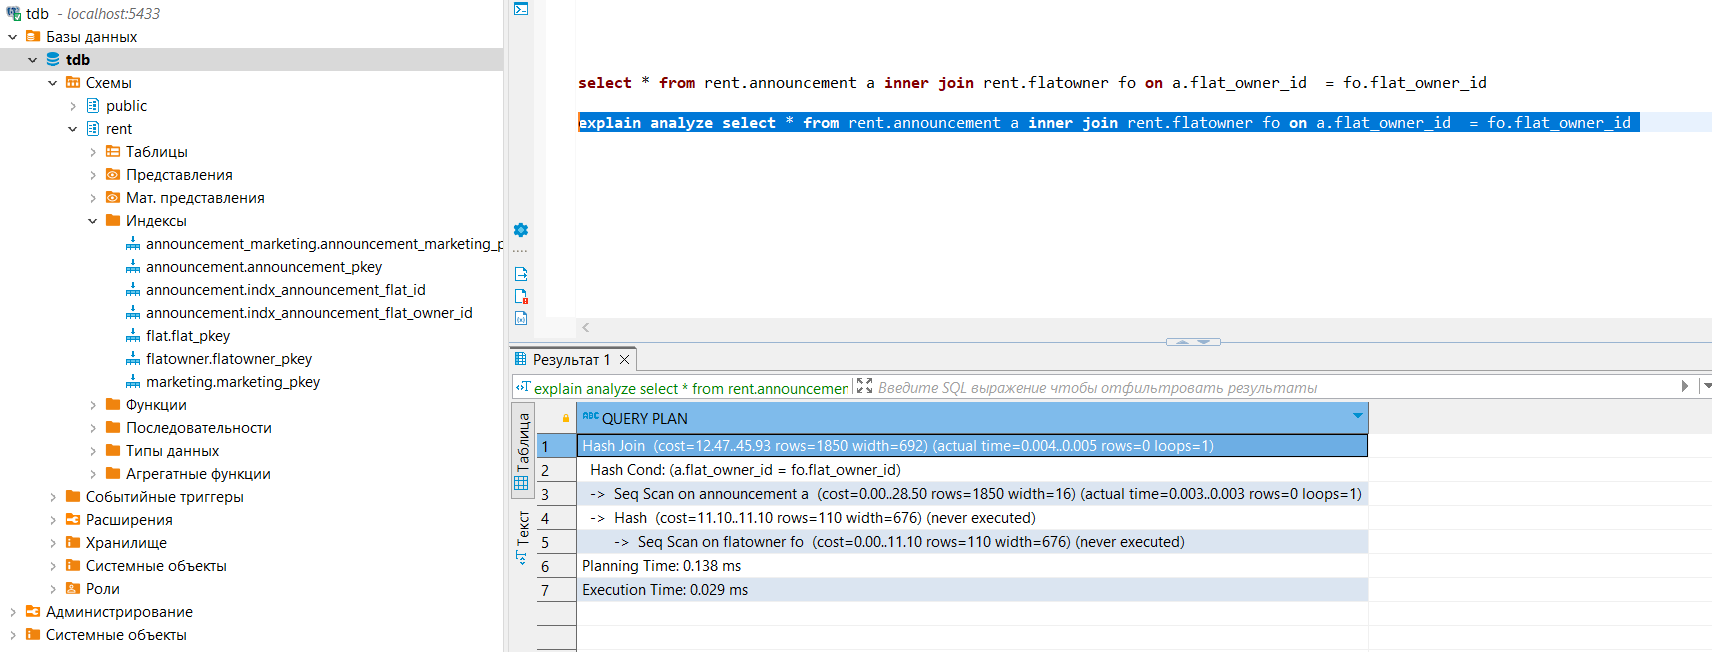 tdb - localhost:5433
Базы данных
tdb
Схемы
public
rent
Таблицы
Представления
Мат. представления
Индексы
announcement_marketing.announcement_marketing_p
announcement.announcement_pkey
announcement.indx_announcement_flat_id
announcement.indx_announcement_flat_owner_id
flat.flat_pkey
flatowner.flatowner_pkey
marketing.marketing_pkey
Функции
Последовательности
Типы данных
Агрегатные функции
Событийные триггеры
Расширения
Хранилище
Системные объекты
Роли
Администрирование
Системные объекты
select * from rent.announcement a inner join rent.flatowner fo on a.flat_owner_id  = fo.flat_owner_id
explain analyze select * from rent.announcement a inner join rent.flatowner fo on a.flat_owner_id  = fo.flat_owner_id
Результат 1
explain analyze select * from rent.announcemer
Введите SQL выражение чтобы отфильтровать результаты
Таблица
Текст
ABC QUERY PLAN
1 Hash Join  (cost=12.47..45.93 rows=1850 width=692) (actual time=0.004..0.005 rows=0 loops=1)
2 Hash Cond: (a.flat_owner_id = fo.flat_owner_id)
3 ->  Seq Scan on announcement a  (cost=0.00..28.50 rows=1850 width=16) (actual time=0.003..0.003 rows=0 loops=1)
4 ->  Hash  (cost=11.10..11.10 rows=110 width=676) (never executed)
5 ->  Seq Scan on flatowner fo  (cost=0.00..11.10 rows=110 width=676) (never executed)
6 Planning Time: 0.138 ms
7 Execution Time: 0.029 ms